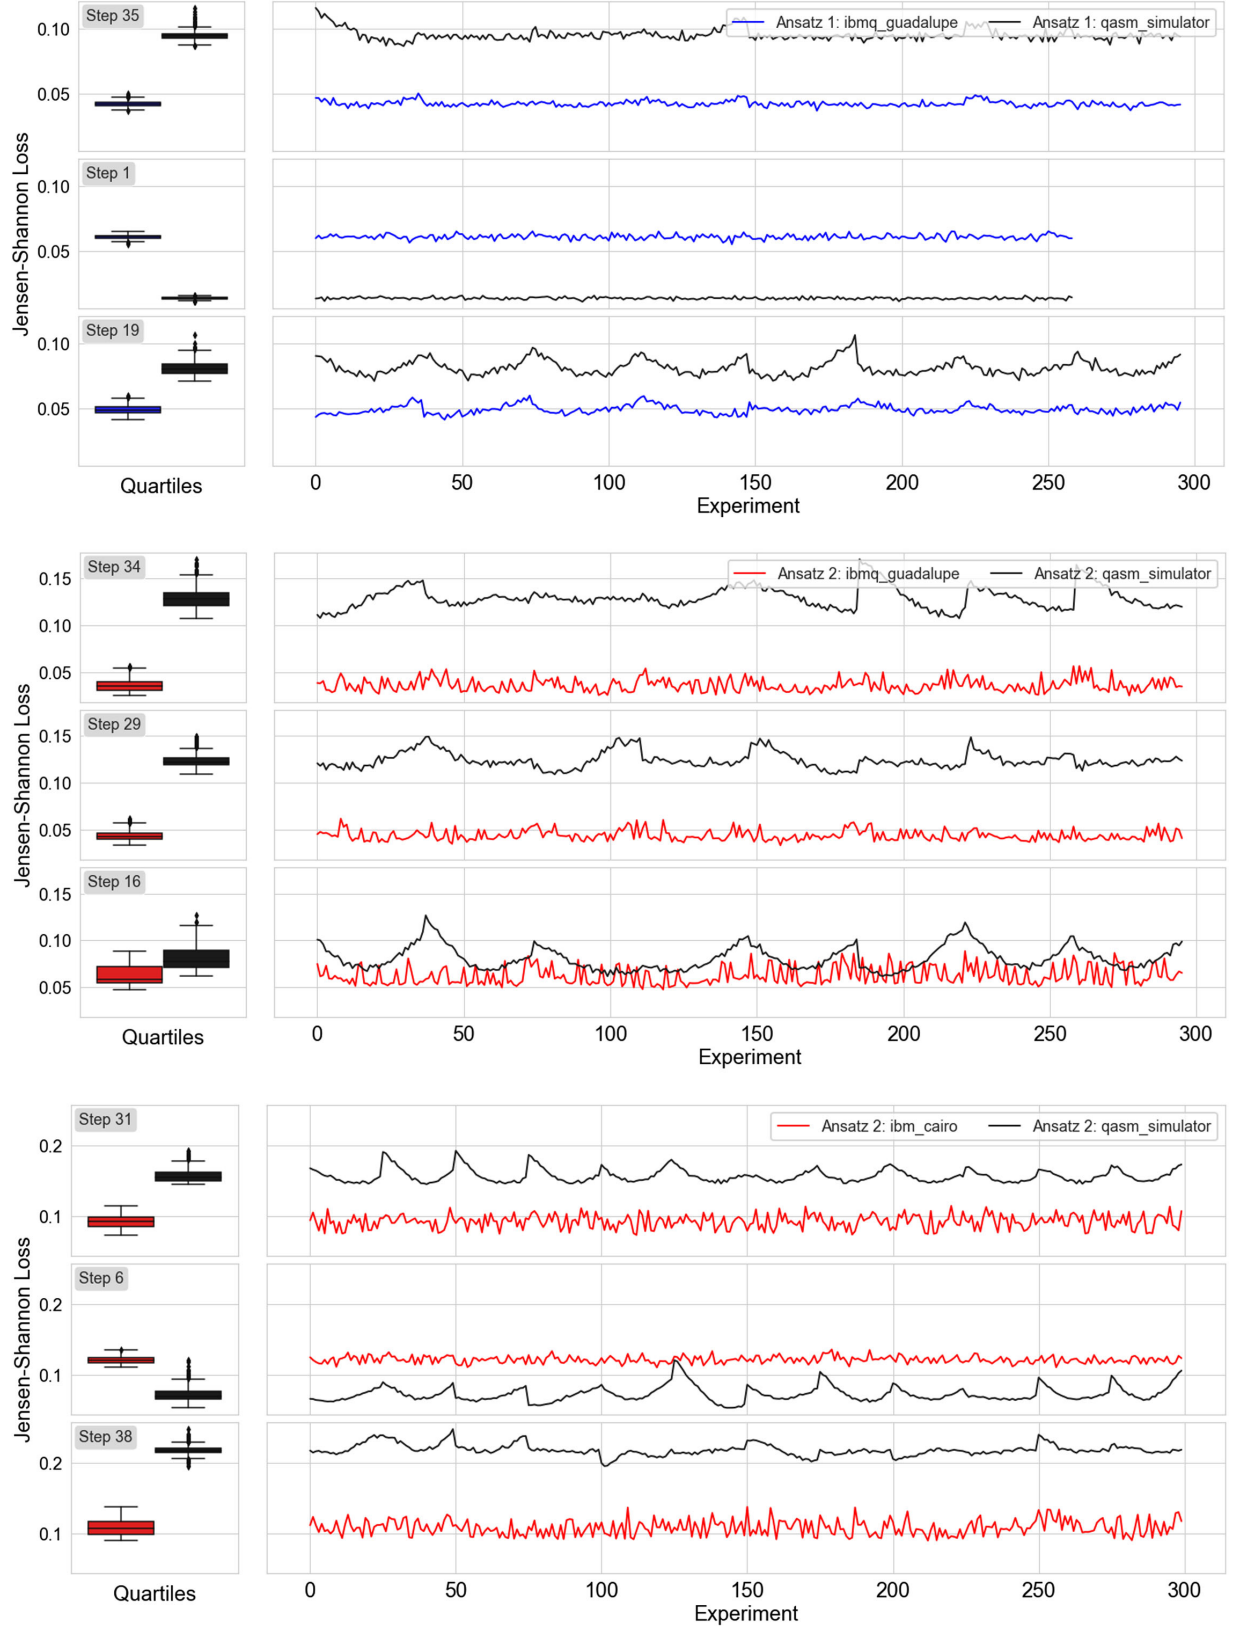 Step 35
0.10
0.05
Ansatz 1: ibmq_guadalupe
Ansatz 1: qasm_simulator
Step 1
0.10
0.05
Step 19
0.10
0.05
Jensen-Shannon Loss
Quartiles
0 50 100 150 200 250 300
Experiment
Step 34
0.15
0.10
0.05
Ansatz 2: ibmq_guadalupe
Ansatz 2: qasm_simulator
Step 29
0.15
0.10
0.05
Step 16
0.15
0.10
0.05
Jensen-Shannon Loss
Quartiles
0 50 100 150 200 250 300
Experiment
Step 31
0.2
0.1
Ansatz 2: ibm_cairo
Ansatz 2: qasm_simulator
Step 6
0.2
0.1
Step 38
0.2
0.1
Jensen-Shannon Loss
Quartiles
0 50 100 150 200 250 300
Experiment